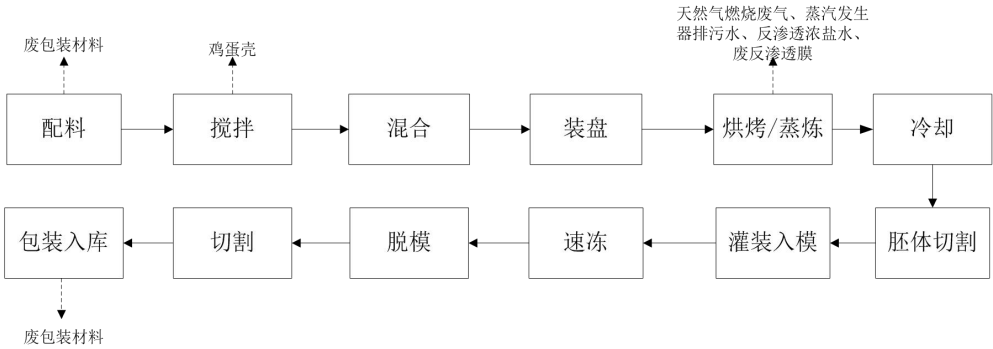 天然气燃烧废气、蒸汽发生
器排污水、反渗透浓盐水、
废反渗透膜
废包装材料
鸡蛋壳
配料
搅拌
混合
装盘
烘烤/蒸炼
冷却
包装入库
切割
脱模
速冻
灌装入模
胚体切割
废包装材料